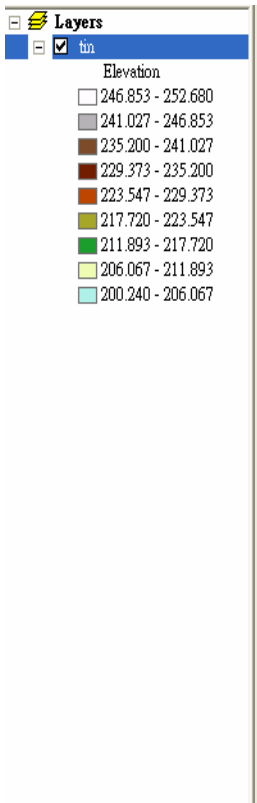 Layers
tin
Elevation
246.853 - 252.680
241.027 - 246.853
235.200 - 241.027
229.373 - 235.200
223.547 - 229.373
217.720 - 223.547
211.893 - 217.720
206.067 - 211.893
200.240 - 206.067